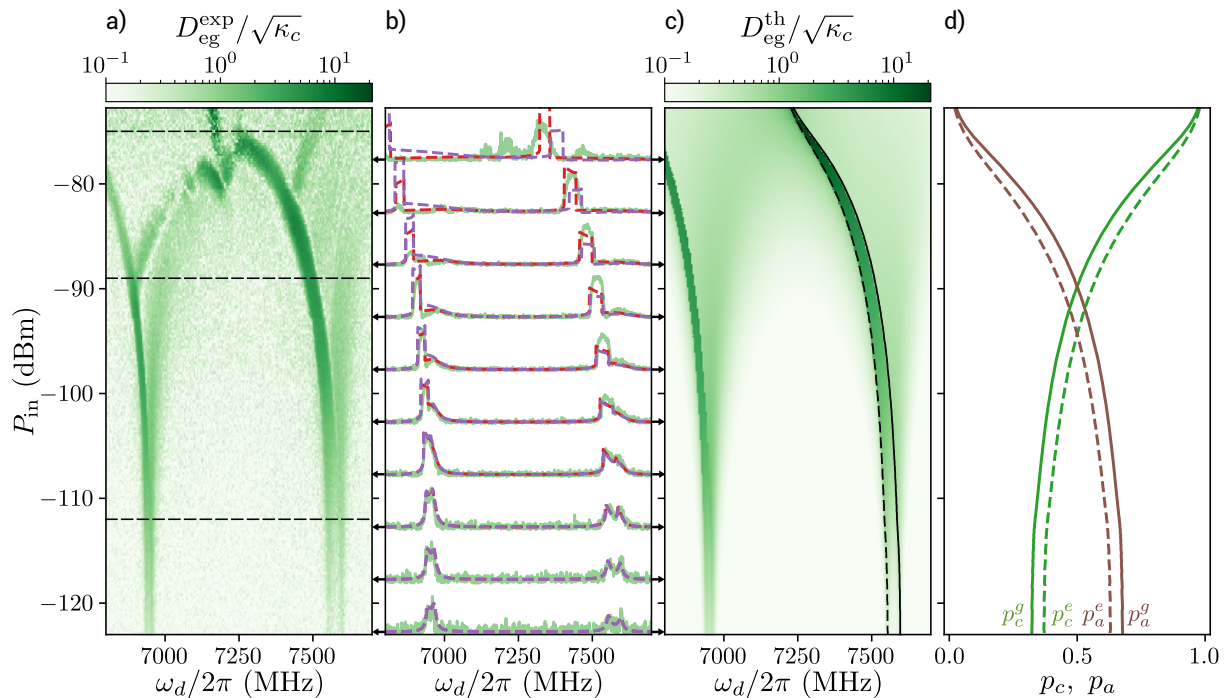 a) b) c) d)
D_eg^exp/√κ_c D_eg^th/√κ_c
10^−1 10^0 10^1 10^−1 10^0 10^1
P_in (dBm)
−80
−90
−100
−110
−120
p_c^g p_c^e p_a^e p_a^g
7000 7250 7500 7000 7250 7500 7000 7250 7500 0.0 0.5 1.0
ω_d/2π (MHz) ω_d/2π (MHz) ω_d/2π (MHz) p_c, p_a